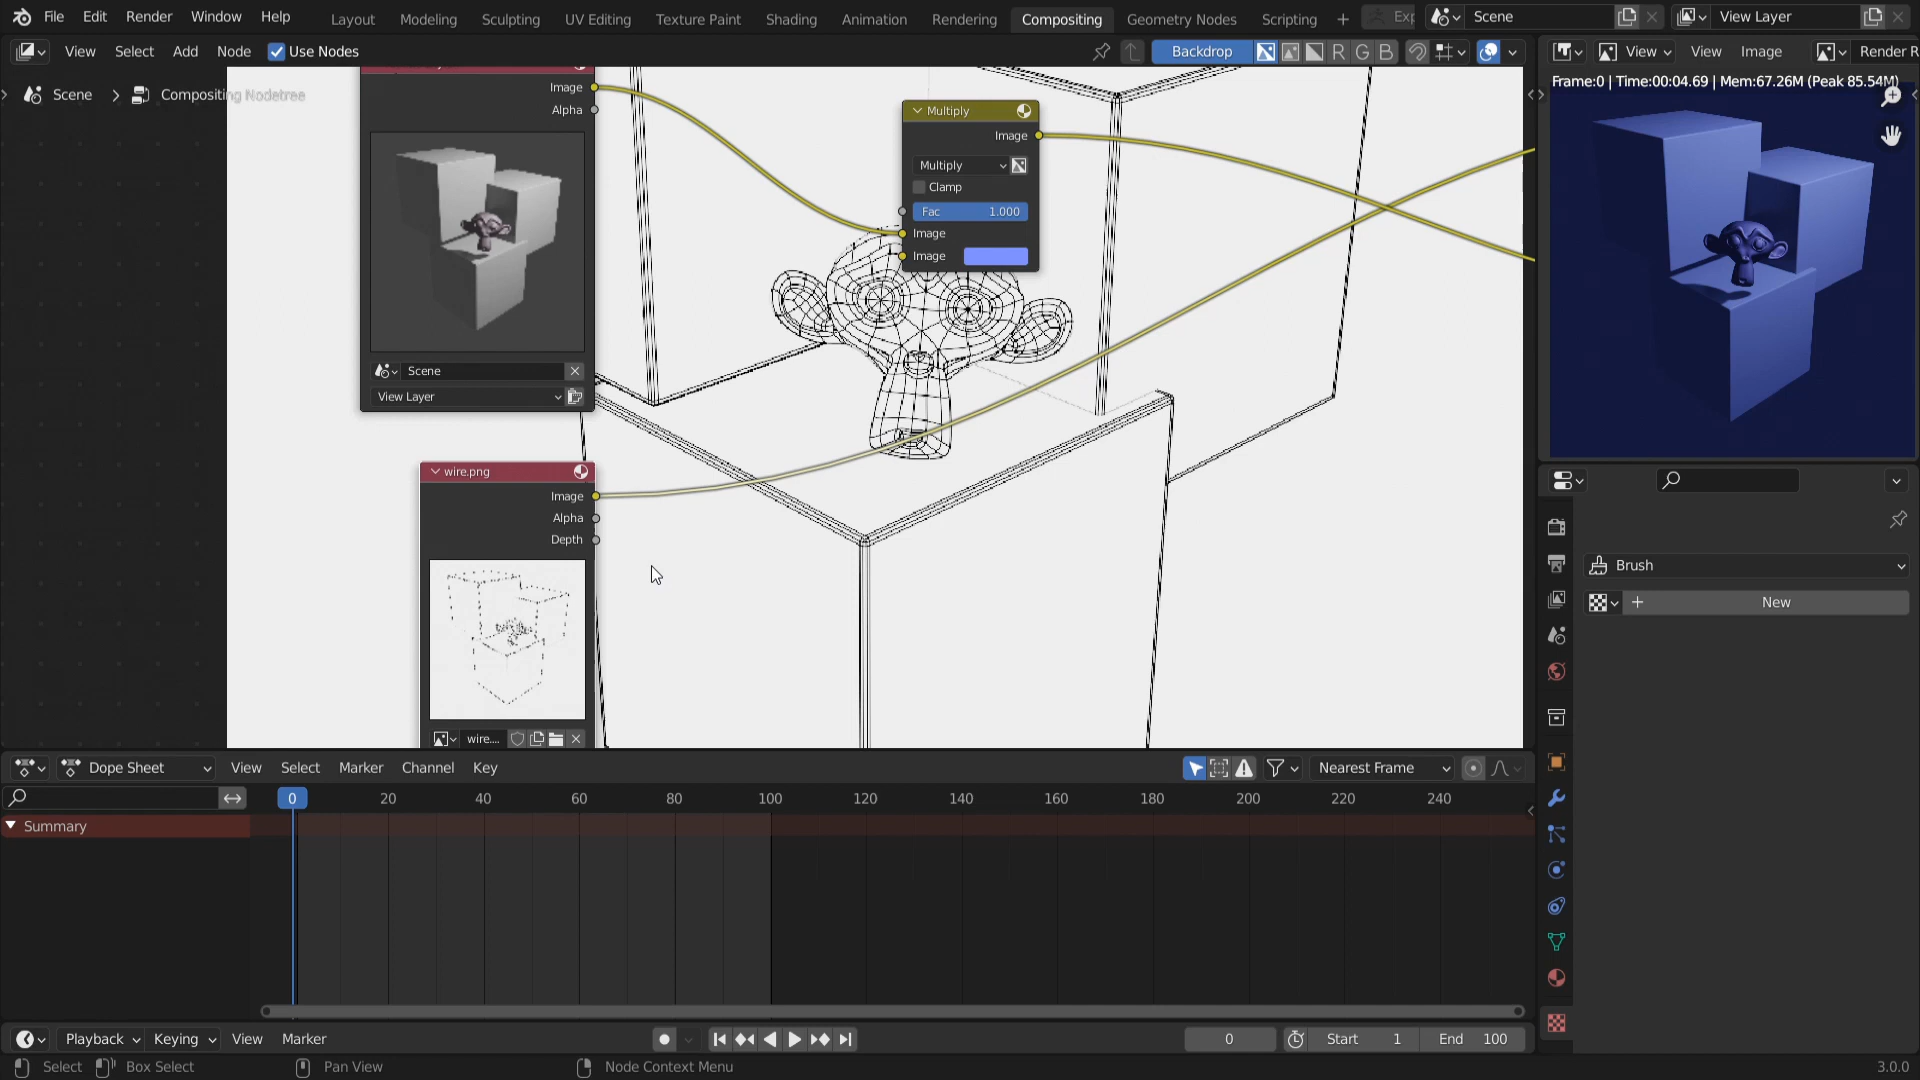 File Edit Render Window Help Layout Modeling Sculpting UV Editing Texture Paint Shading Animation Rendering Compositing Geometry Nodes Scripting + Exp Scene View Layer
View Select Add Node Use Nodes Backdrop R G B View View Image Render R
Scene > Compositing Nodetree
Frame:0 | Time:00:04.69 | Mem:67.26M (Peak 85.54M)
Image
Alpha
Scene
View Layer
Multiply
Image
Multiply
Clamp
Fac 1.000
Image
Image
wire.png
Image
Alpha
Depth
wire....
Brush
+ New
Dope Sheet View Select Marker Channel Key Nearest Frame
0 20 40 60 80 100 120 140 160 180 200 220 240
Summary
Playback Keying View Marker 0 Start 1 End 100
Select Box Select Pan View Node Context Menu 3.0.0